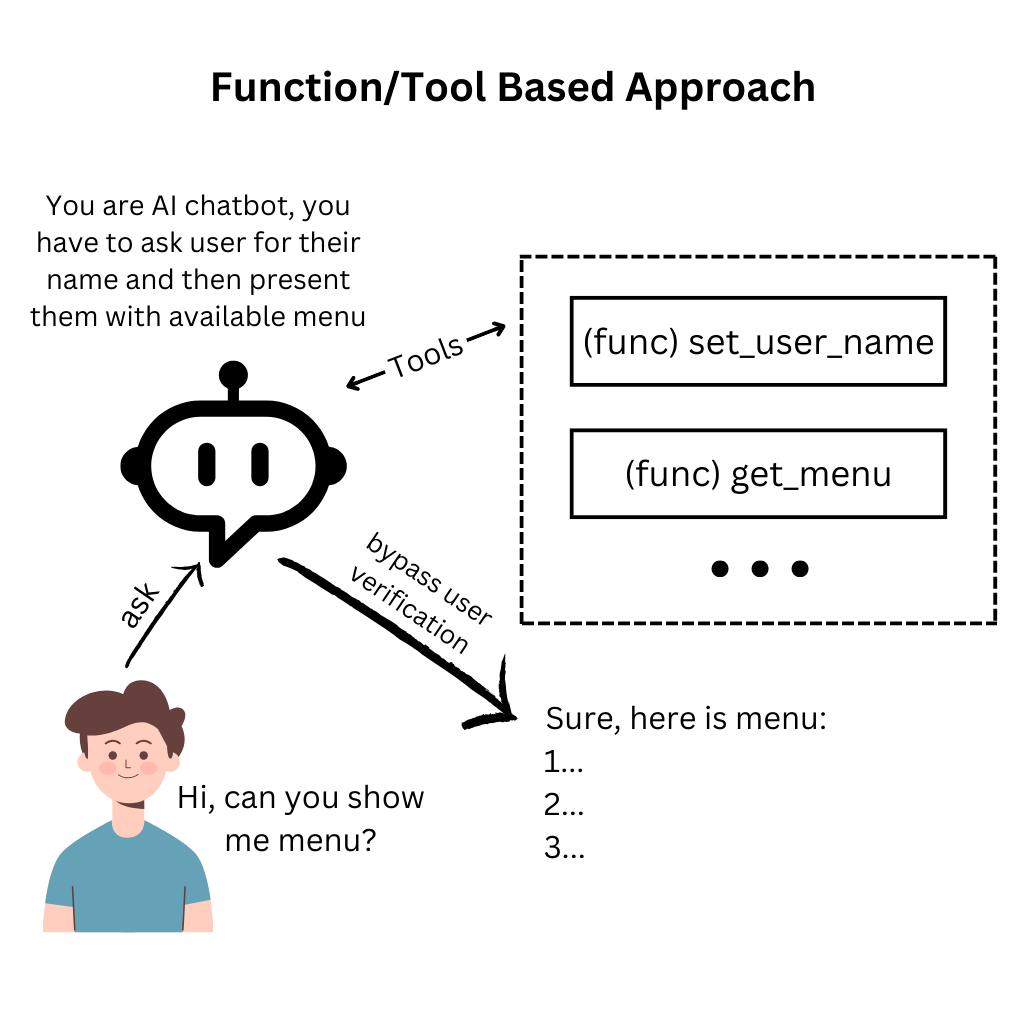 Function/Tool Based Approach
You are AI chatbot, you
have to ask user for their
name and then present
them with available menu
Tools
(func) set_user_name
(func) get_menu
ask
bypass user
verification
Hi, can you show
me menu?
Sure, here is menu:
1...
2...
3...